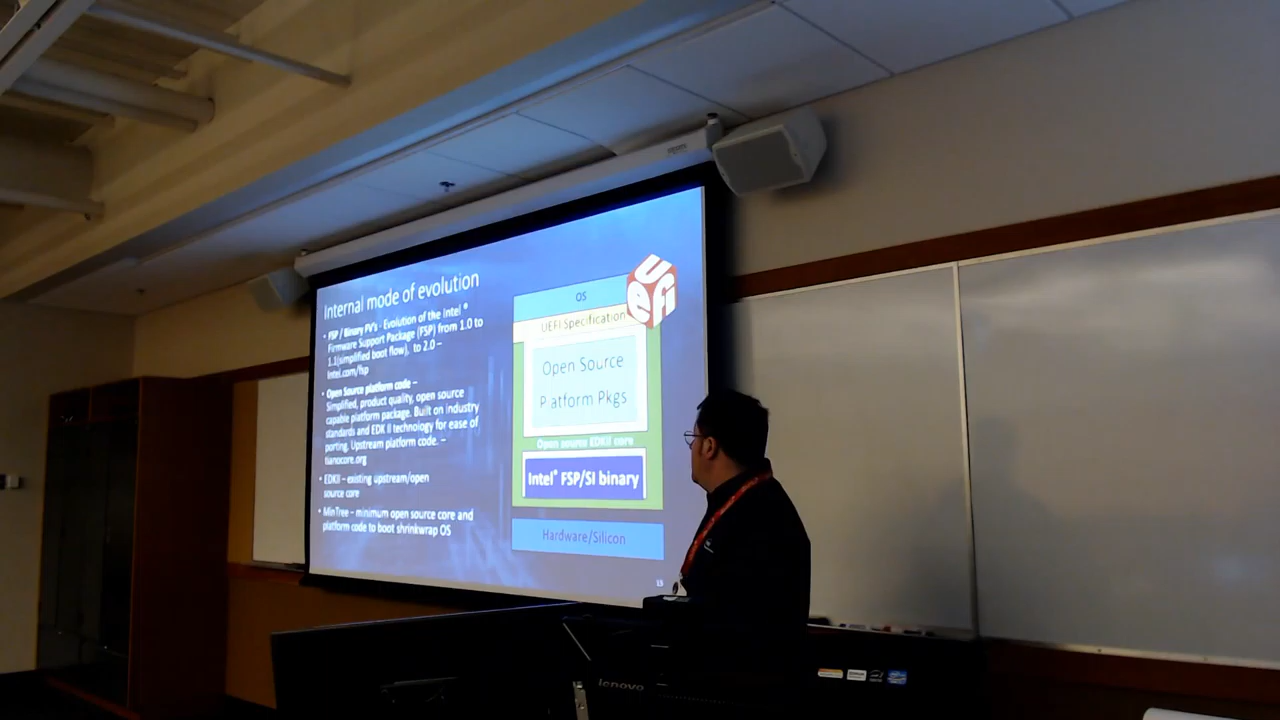 Internal mode of evolution
• FSP / Binary FV's - Evolution of the Intel ®
Firmware Support Package (FSP) from 1.0 to
1.1(simplified boot flow), to 2.0 –
intel.com/fsp
• Open Source platform code –
Simplified, product quality, open source
capable platform package. Built on industry
standards and EDK II technology for ease of
porting. Upstream platform code. –
tianocore.org
• EDKII – existing upstream/open
source core
• MinTree – minimum open source core and
platform code to boot shrinkwrap OS
OS
UEFI
UEFI Specification
Open Source
Platform Pkgs
Open source EDKII core
Intel® FSP/SI binary
Hardware/Silicon
13
lenovo